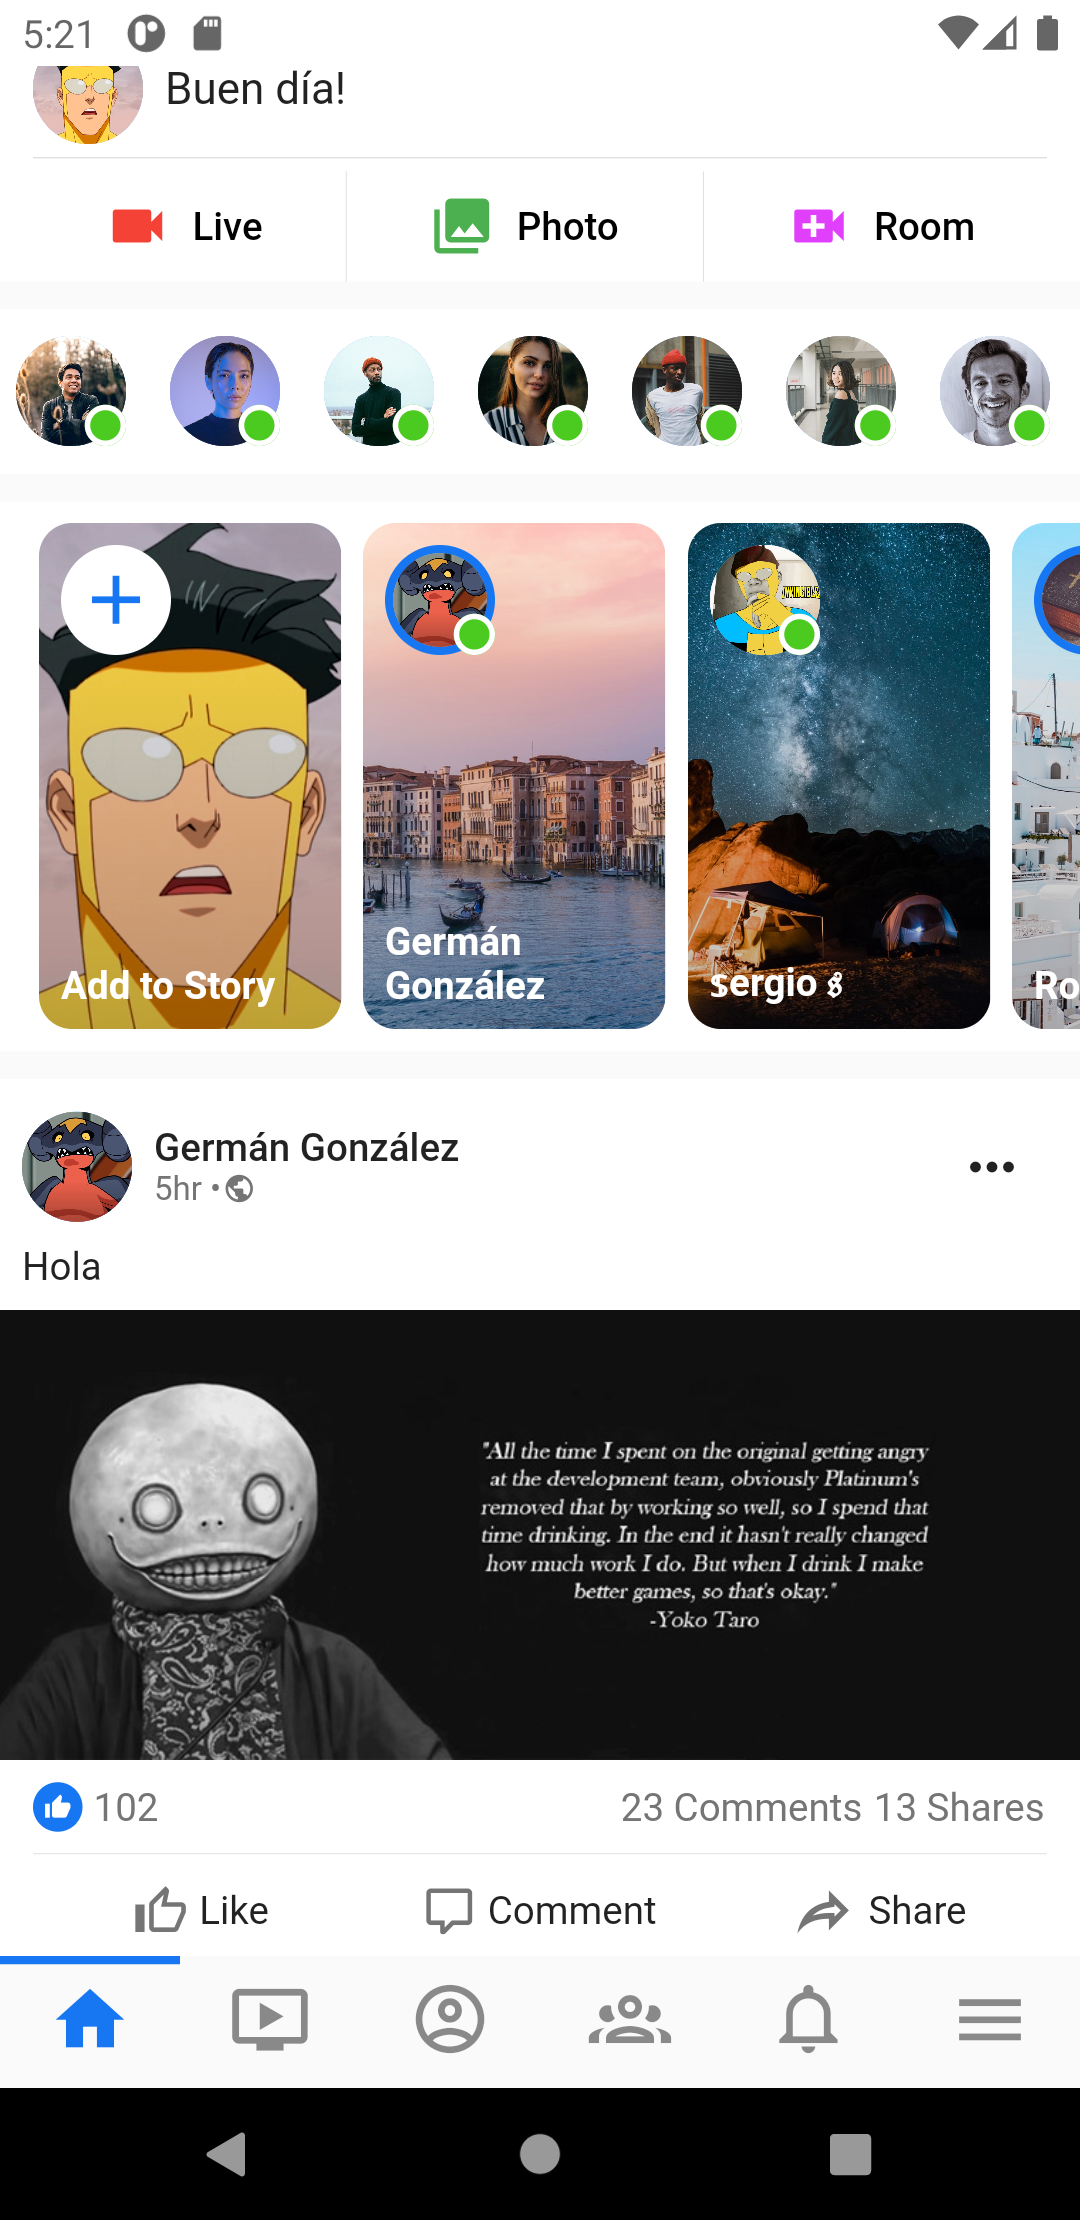 5:21
Buen día!
Live
Photo
Room
Add to Story
Germán
González
sergio
Ro
Germán González
5hr •
Hola
"All the time I spent on the original getting angry
at the development team, obviously Platinum's
removed that by working so well, so I spend that
time drinking. In the end it hasn't really changed
how much work I do. But when I drink I make
better games, so that's okay."
-Yoko Taro
102
23 Comments 13 Shares
Like
Comment
Share